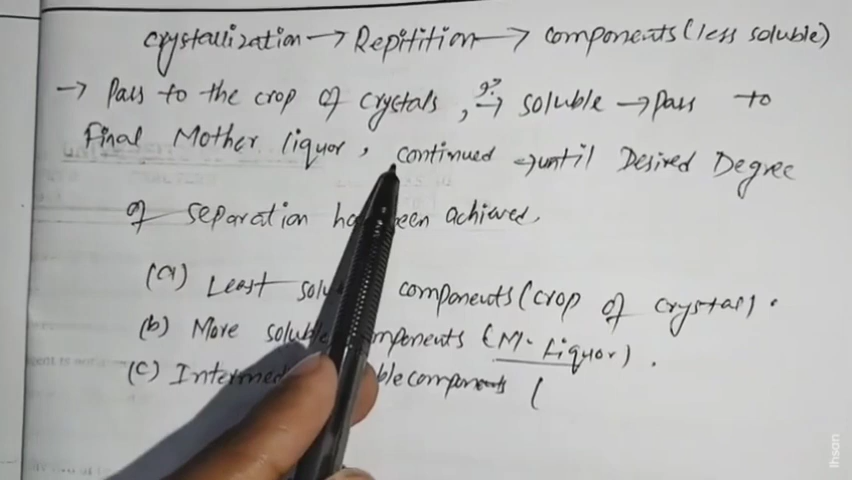 crystallization → Repitition → components (less soluble)
→ Pass to the crop of crystals, → soluble → Pass to
Final Mother liquor, continued → until Desired Degree
of separation been achieved,
(a) Least components (crop of crystal).
(b) More soluble (M. Liquor).
(c) components (
Ihsan